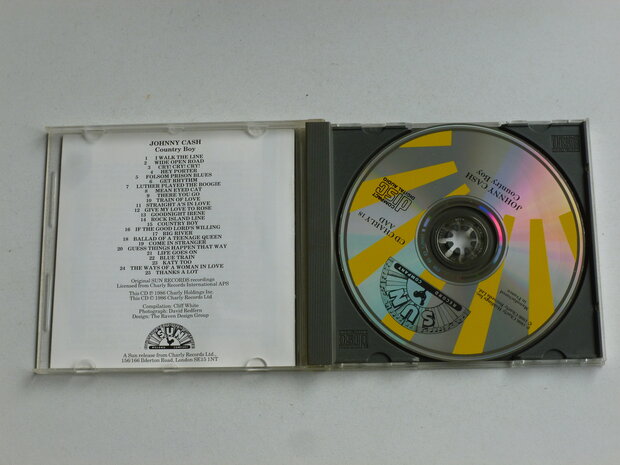 JOHNNY CASH
Country Boy
1 I WALK THE LINE
2 WIDE OPEN ROAD
3 CRY! CRY! CRY!
4 HEY PORTER
5 FOLSOM PRISON BLUES
6 GET RHYTHM
7 LUTHER PLAYED THE BOOGIE
8 MEAN EYED CAT
9 THERE YOU GO
10 TRAIN OF LOVE
11 STRAIGHT A'S IN LOVE
12 GIVE MY LOVE TO ROSE
13 GOODNIGHT IRENE
14 ROCK ISLAND LINE
15 COUNTRY BOY
16 IF THE GOOD LORD'S WILLING
17 BIG RIVER
18 BALLAD OF A TEENAGE QUEEN
19 COME IN STRANGER
20 GUESS THINGS HAPPEN THAT WAY
21 LIFE GOES ON
22 BLUE TRAIN
23 KATY TOO
24 THE WAYS OF A WOMAN IN LOVE
25 THANKS A LOT
Original SUN RECORDS recordings
Licensed from Charly Records International APS
This CD ℗ 1986 Charly Holdings Inc.
This CD © 1986 Charly Records Ltd
Compilation: Cliff White
Photograph: David Redfern
Design: The Raven Design Group
SUN
RECORD COMPANY
A Sun release from Charly Records Ltd.,
156/166 Ilderton Road, London SE15 1NT
JOHNNY CASH
Country Boy
COMPACT
disc
DIGITAL AUDIO
CD CHARLY 18
AAD
SUN
RECORD COMPANY